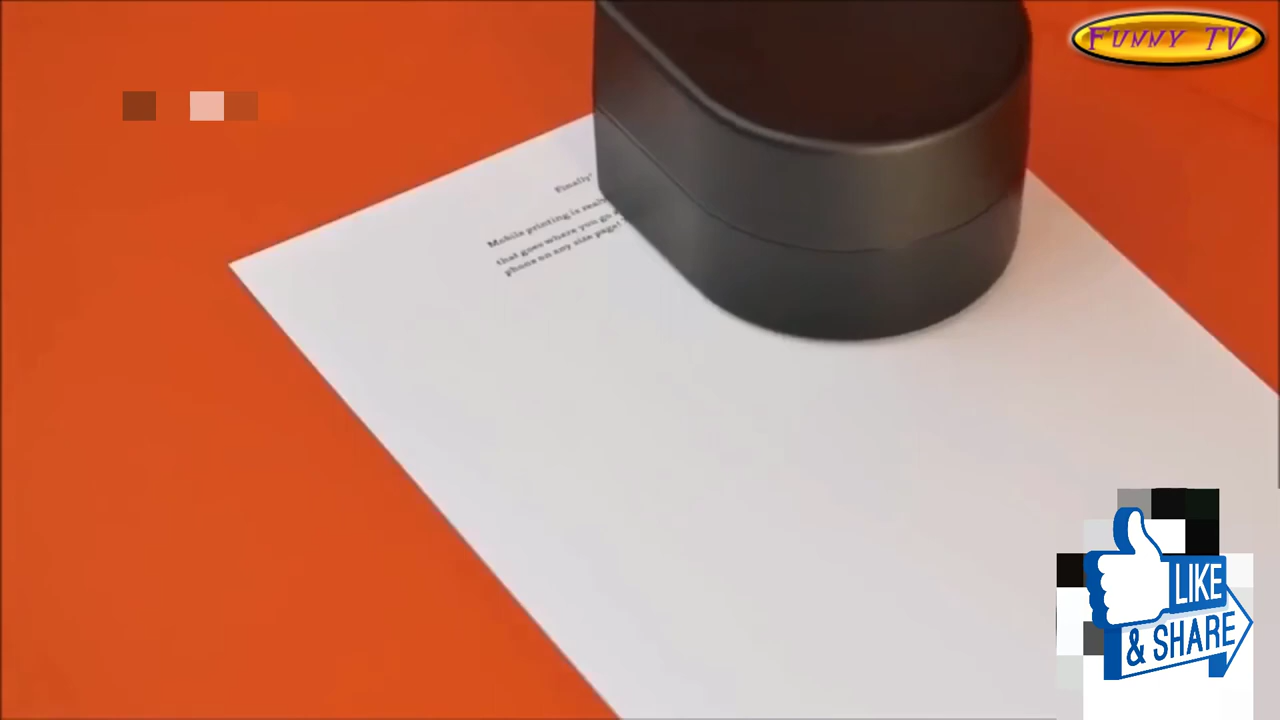 Funny TV
Finally!
Mobile printing is
that goes where you go
phone on any size page!
LIKE
& SHARE